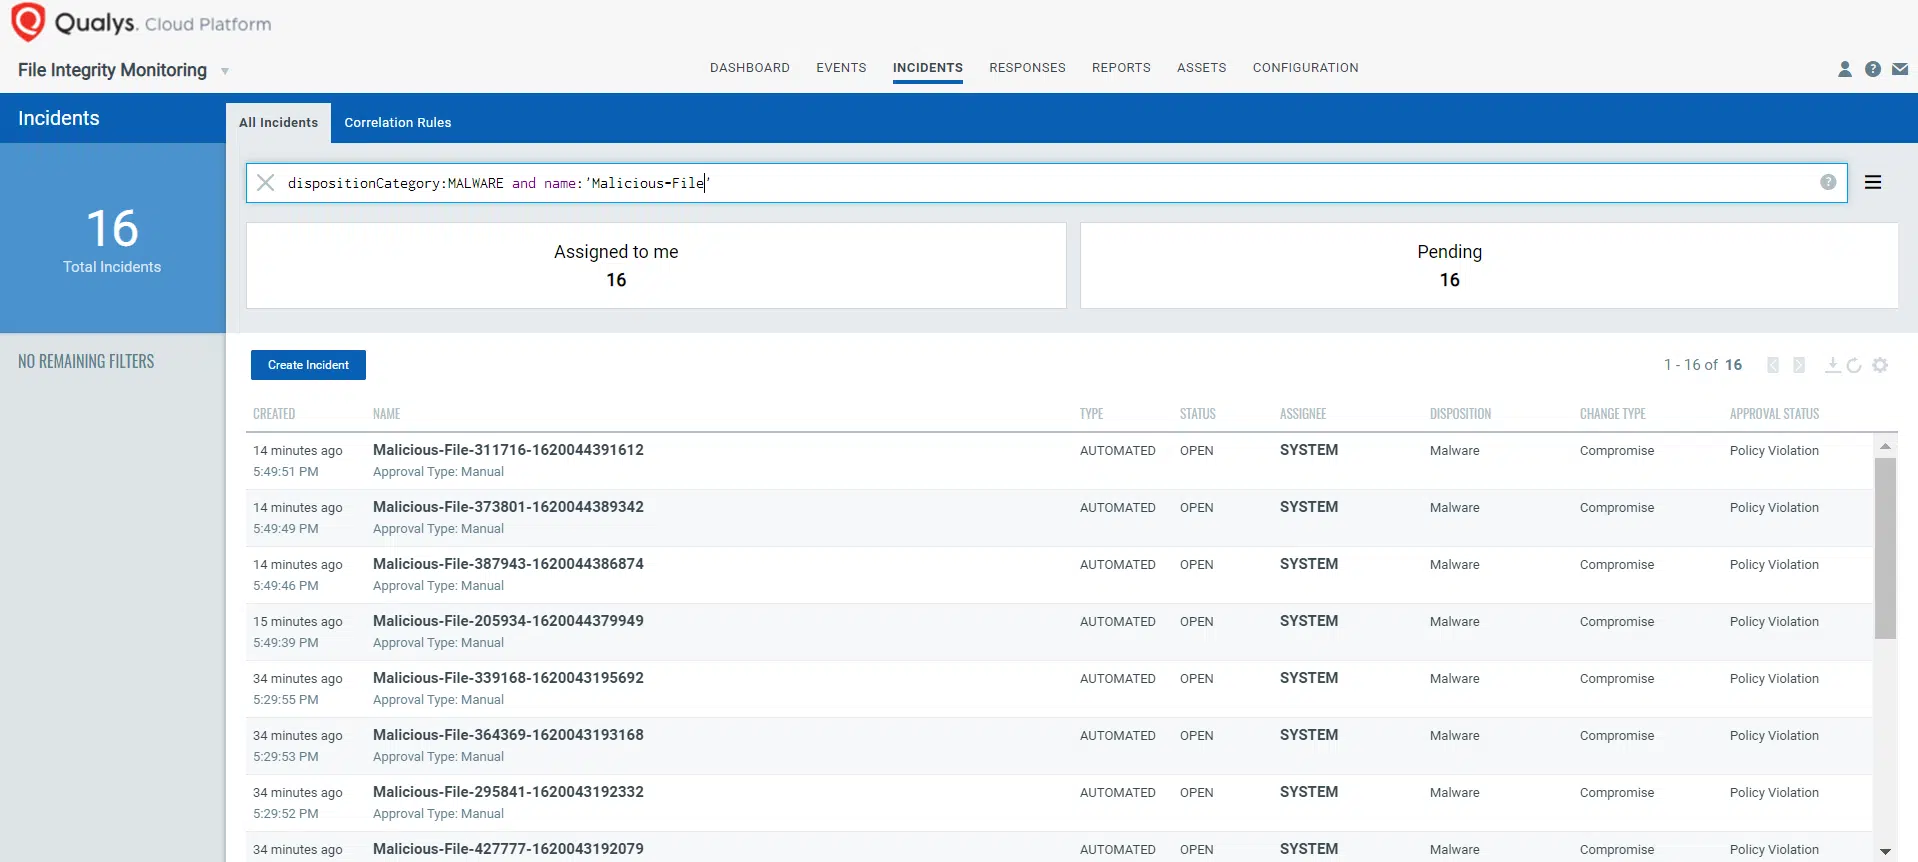 Qualys. Cloud Platform
File Integrity Monitoring
DASHBOARD EVENTS INCIDENTS RESPONSES REPORTS ASSETS CONFIGURATION
Incidents
All Incidents Correlation Rules
dispositionCategory:MALWARE and name:'Malicious-File'
16
Total Incidents
Assigned to me
16
Pending
16
NO REMAINING FILTERS
Create Incident
1 - 16 of 16
CREATED NAME TYPE STATUS ASSIGNEE DISPOSITION CHANGE TYPE APPROVAL STATUS
14 minutes ago Malicious-File-311716-1620044391612 AUTOMATED OPEN SYSTEM Malware Compromise Policy Violation
5:49:51 PM Approval Type: Manual
14 minutes ago Malicious-File-373801-1620044389342 AUTOMATED OPEN SYSTEM Malware Compromise Policy Violation
5:49:49 PM Approval Type: Manual
14 minutes ago Malicious-File-387943-1620044386874 AUTOMATED OPEN SYSTEM Malware Compromise Policy Violation
5:49:46 PM Approval Type: Manual
15 minutes ago Malicious-File-205934-1620044379949 AUTOMATED OPEN SYSTEM Malware Compromise Policy Violation
5:49:39 PM Approval Type: Manual
34 minutes ago Malicious-File-339168-1620043195692 AUTOMATED OPEN SYSTEM Malware Compromise Policy Violation
5:29:55 PM Approval Type: Manual
34 minutes ago Malicious-File-364369-1620043193168 AUTOMATED OPEN SYSTEM Malware Compromise Policy Violation
5:29:53 PM Approval Type: Manual
34 minutes ago Malicious-File-295841-1620043192332 AUTOMATED OPEN SYSTEM Malware Compromise Policy Violation
5:29:52 PM Approval Type: Manual
34 minutes ago Malicious-File-427777-1620043192079 AUTOMATED OPEN SYSTEM Malware Compromise Policy Violation